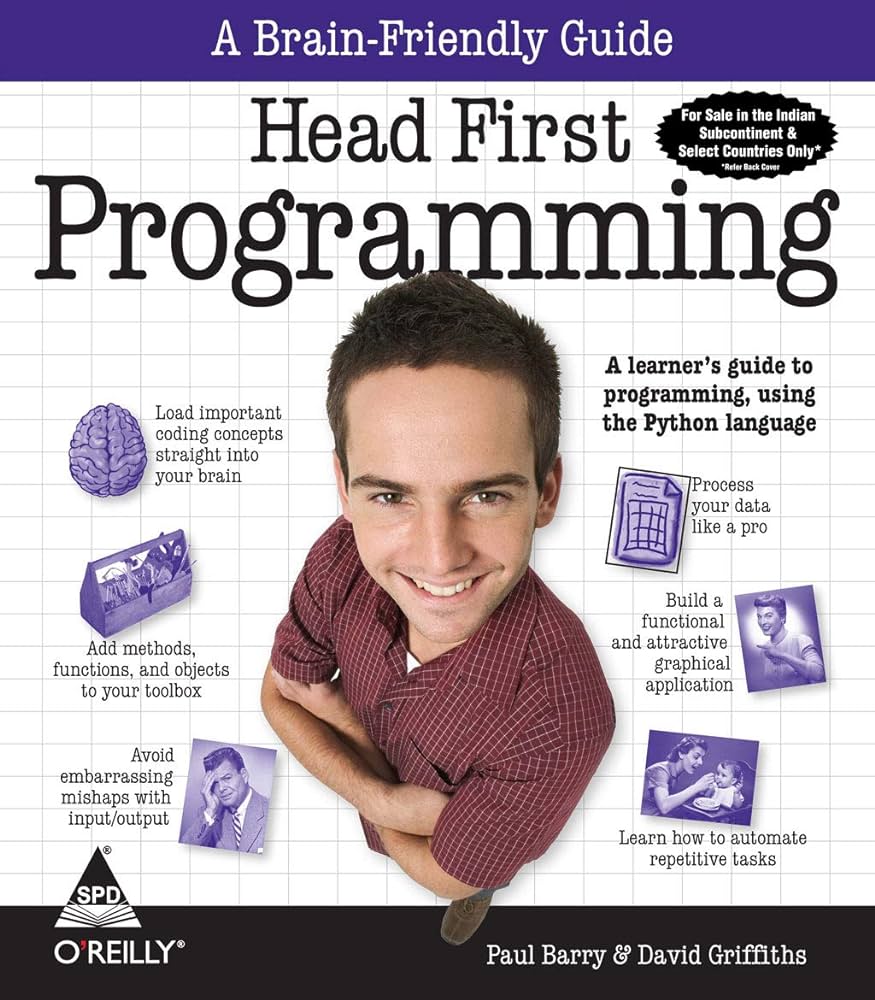 A Brain-Friendly Guide
Head First
Programming
For Sale in the Indian
Subcontinent &
Select Countries Only*
*Refer Back Cover
A learner's guide to
programming, using
the Python language
Load important
coding concepts
straight into
your brain
Process
your data
like a pro
Add methods,
functions, and objects
to your toolbox
Build a
functional
and attractive
graphical
application
Avoid
embarrassing
mishaps with
input/output
Learn how to automate
repetitive tasks
®
SPD
O'REILLY®
Paul Barry & David Griffiths